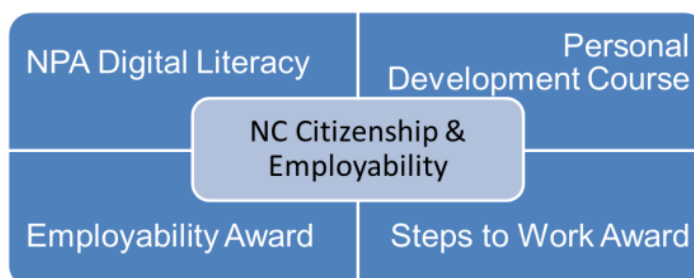 NPA Digital Literacy
Personal
Development Course
NC Citizenship &
Employability
Employability Award
Steps to Work Award